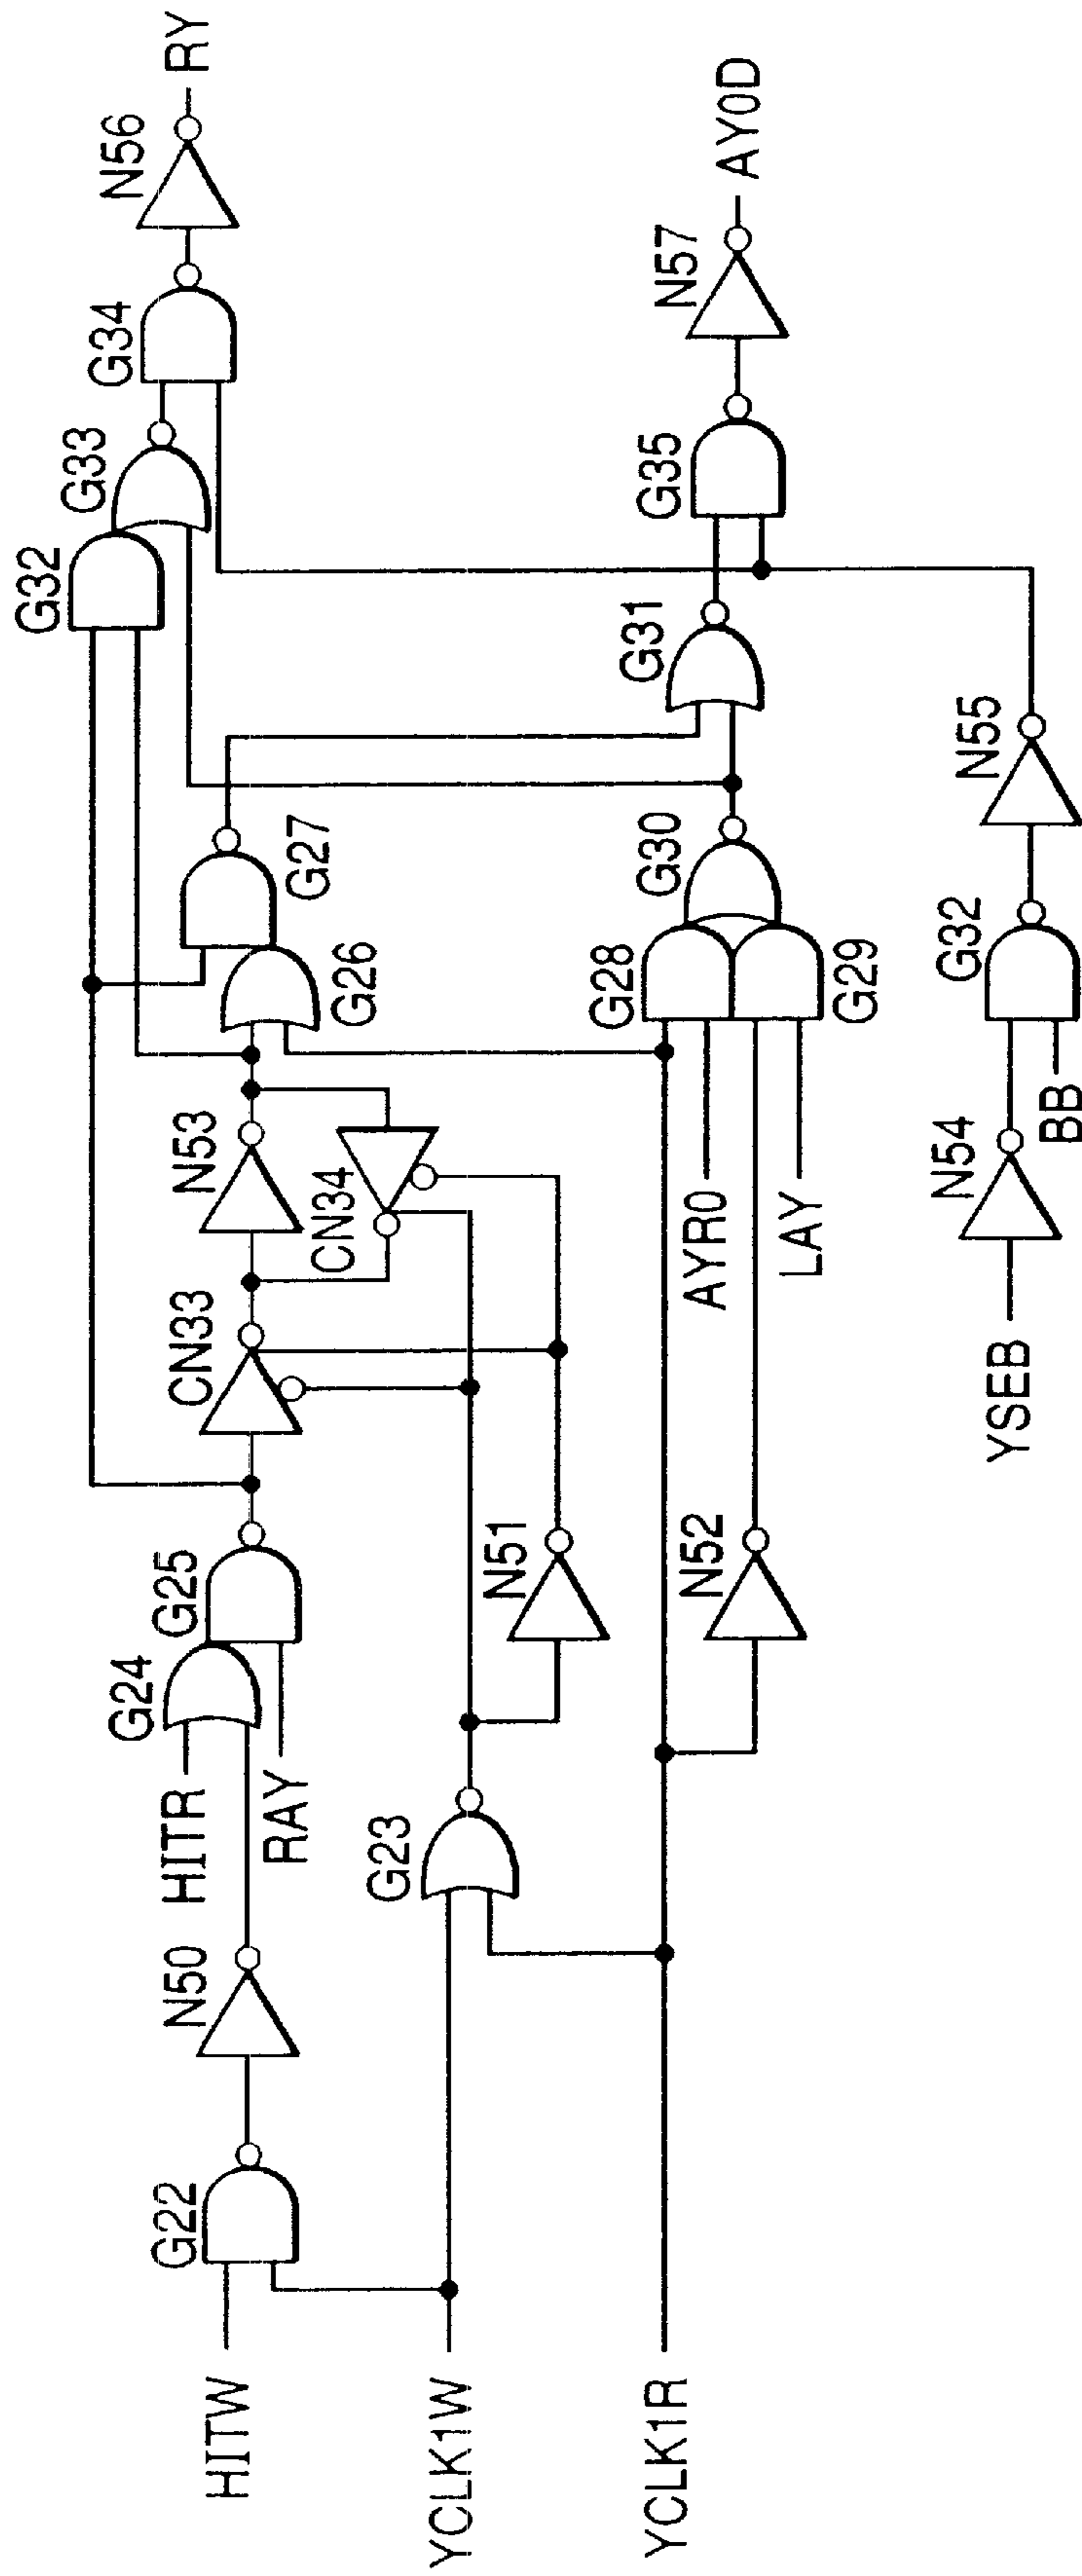 HITW
G22
N50
HITR
G24
RAY
G25
CN33
N53
CN34
G26
G27
G32
G33
G34
N56
RY
YCLK1W
G23
N51
YCLK1R
N52
AYR0
LAY
G28
G29
G30
G31
G35
N57
AY0D
YSEB
N54
BB
G32
N55